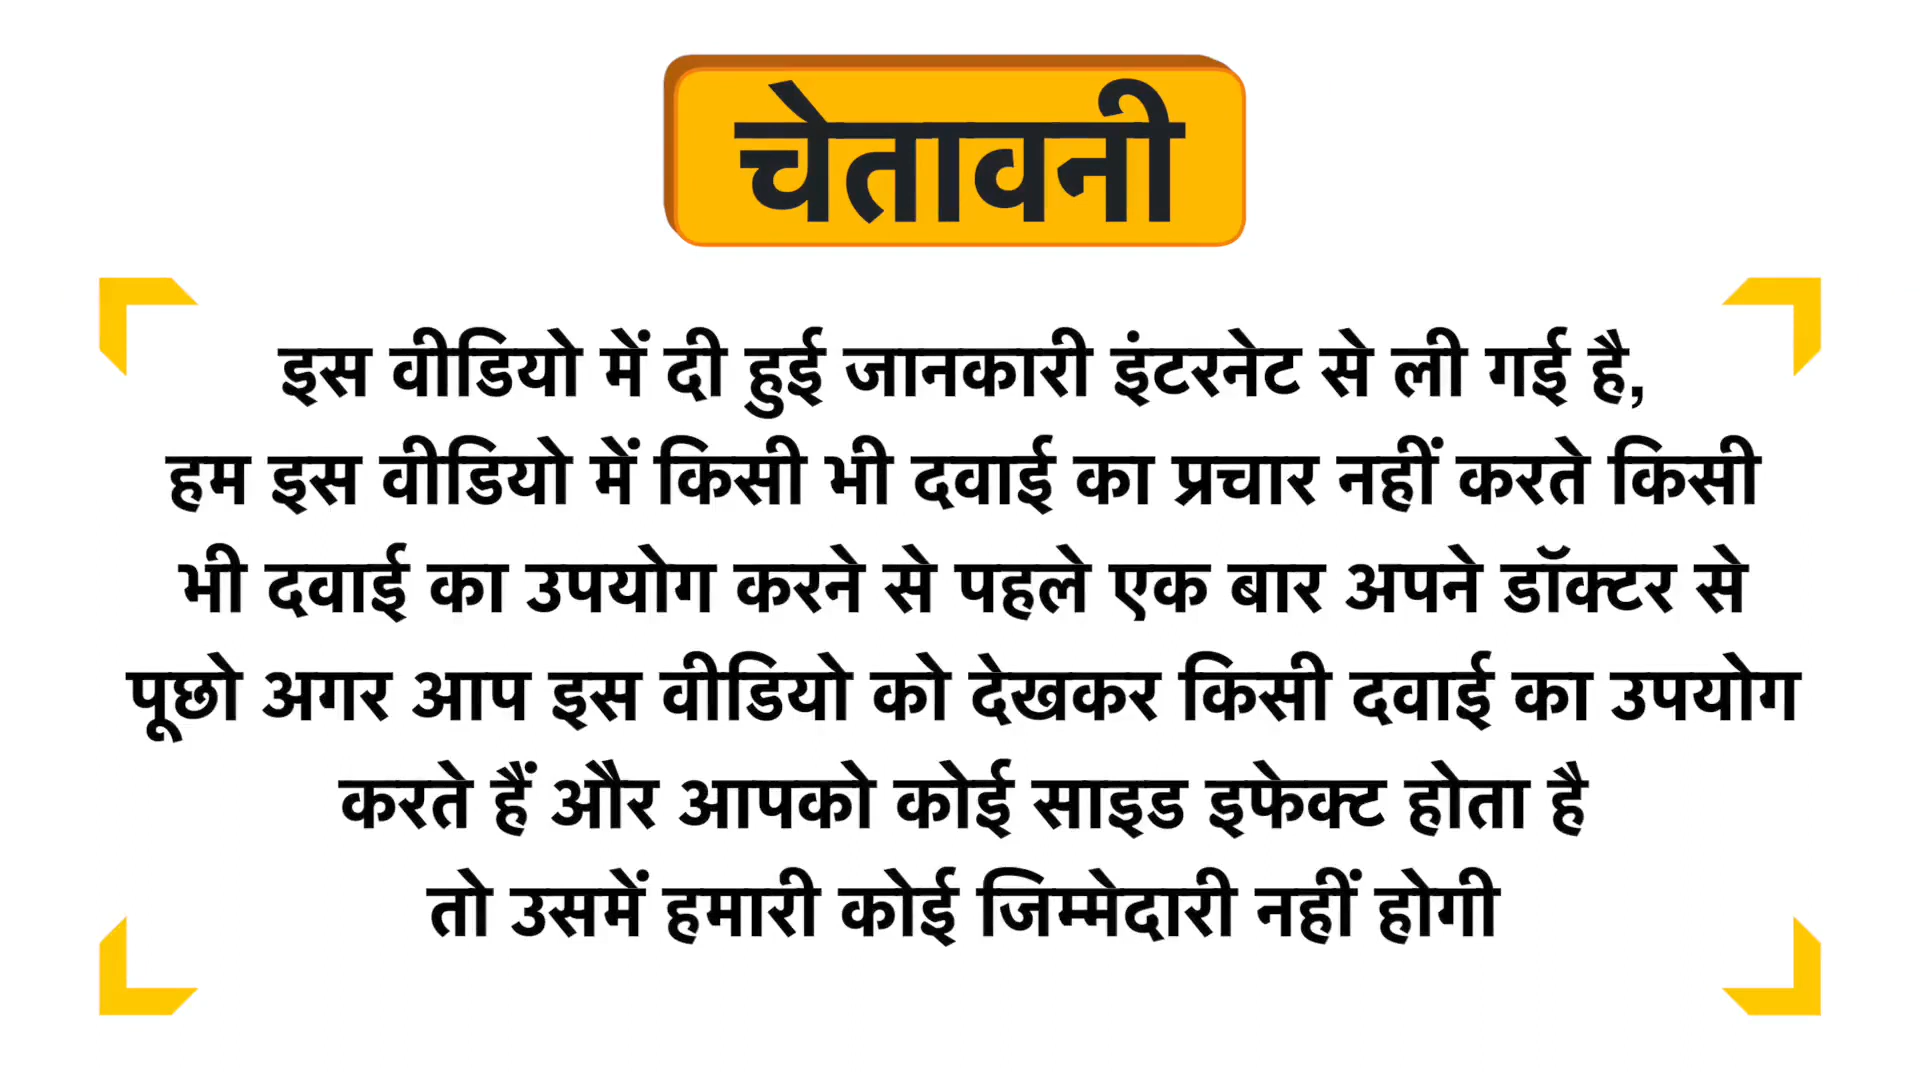 चेतावनी
इस वीडियो में दी हुई जानकारी इंटरनेट से ली गई है,
हम इस वीडियो में किसी भी दवाई का प्रचार नहीं करते किसी
भी दवाई का उपयोग करने से पहले एक बार अपने डॉक्टर से
पूछो अगर आप इस वीडियो को देखकर किसी दवाई का उपयोग
करते हैं और आपको कोई साइड इफेक्ट होता है
तो उसमें हमारी कोई जिम्मेदारी नहीं होगी